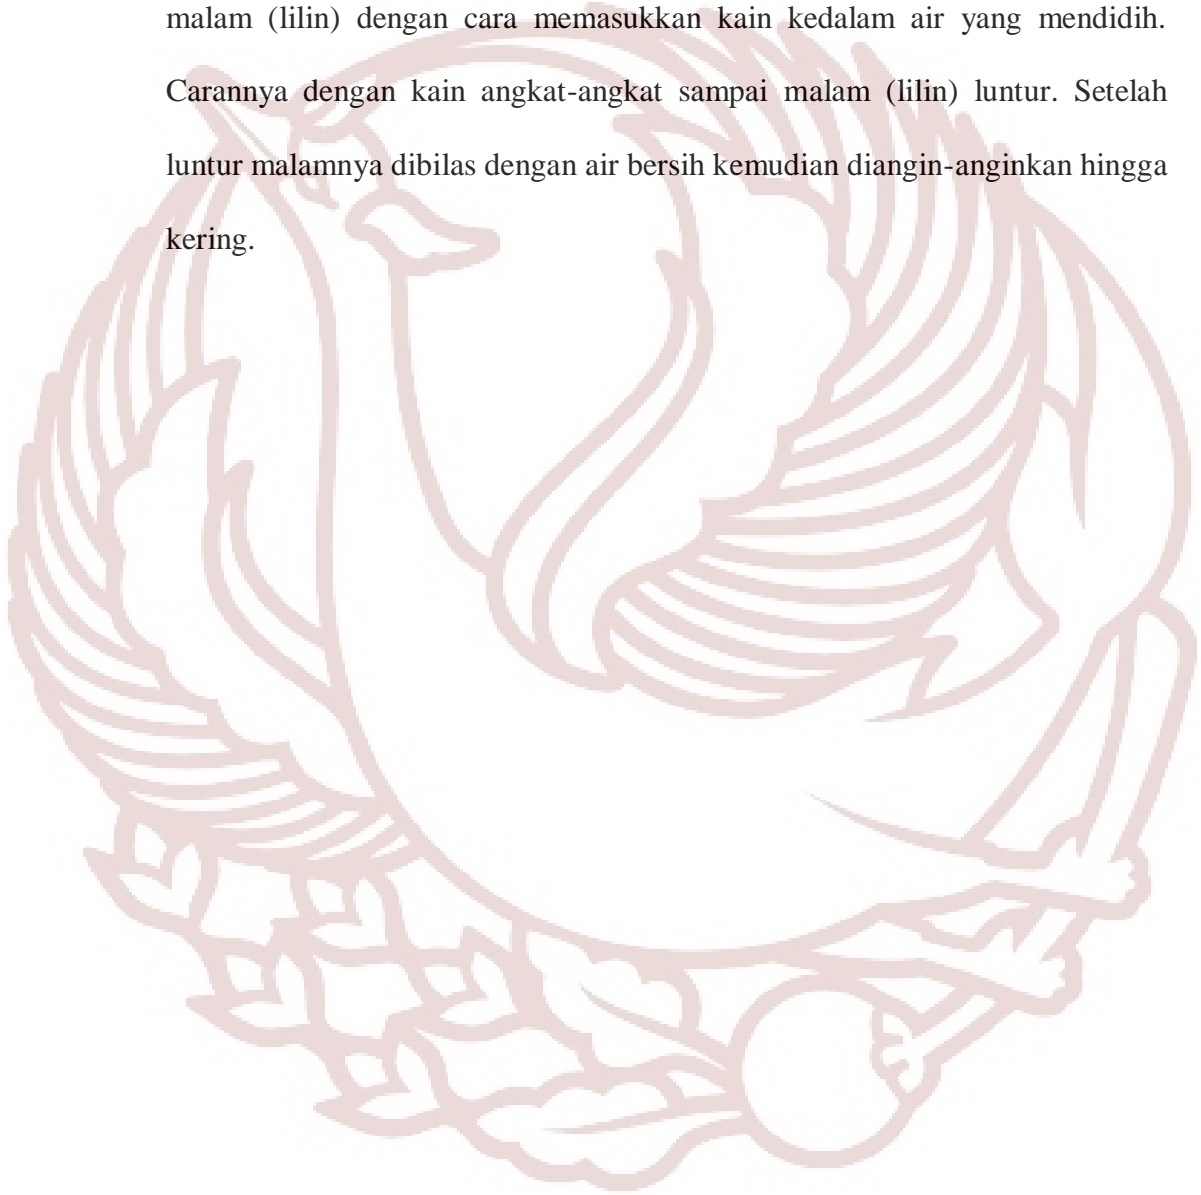 malam (lilin) dengan cara memasukkan kain kedalam air yang mendidih.
Carannya dengan kain angkat-angkat sampai malam (lilin) luntur. Setelah
luntur malamnya dibilas dengan air bersih kemudian diangin-anginkan hingga
kering.